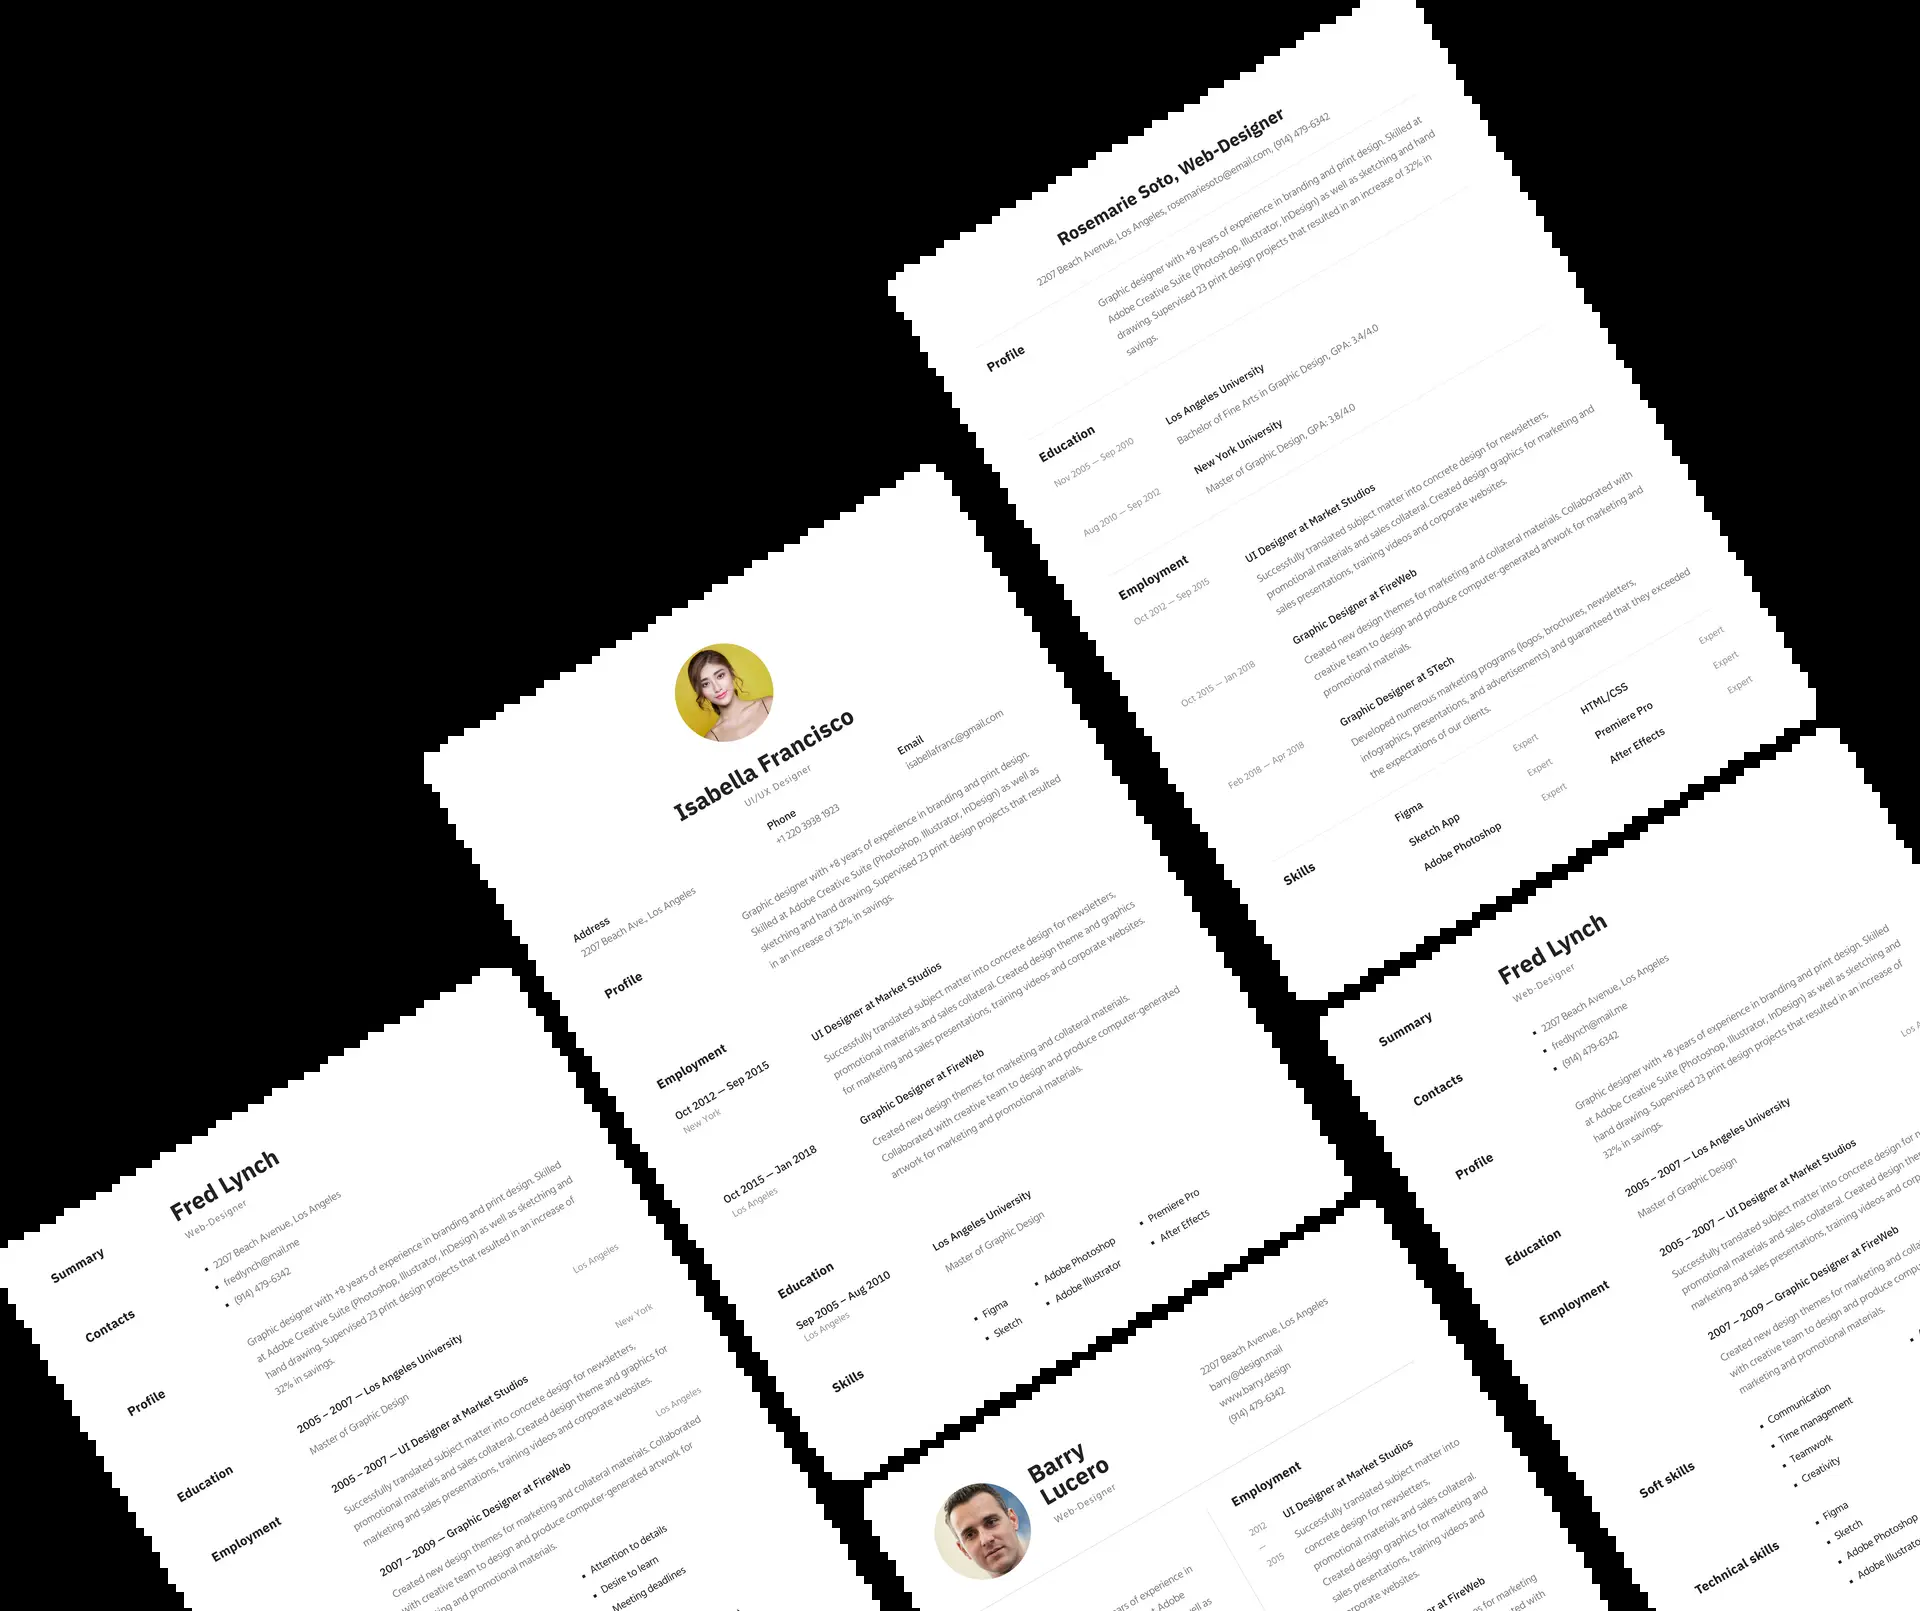 Rosemarie Soto, Web-Designer
2207 Beach Avenue, Los Angeles, rosemariesoto@email.com, (914) 479-6342
Profile
Graphic designer with +8 years of experience in branding and print design. Skilled at
Adobe Creative Suite (Photoshop, Illustrator, InDesign) as well as sketching and hand
drawing. Supervised 23 print design projects that resulted in an increase of 32% in
savings.
Education
Nov 2005 — Sep 2010
Los Angeles University
Bachelor of Fine Arts in Graphic Design, GPA: 3.4/4.0
Aug 2010 — Sep 2012
New York University
Master of Graphic Design, GPA: 3.8/4.0
Employment
Oct 2012 — Sep 2015
UI Designer at Market Studios
Successfully translated subject matter into concrete design for newsletters,
promotional materials and sales collateral. Created design graphics for marketing and
sales presentations, training videos and corporate websites.
Oct 2015 — Jan 2018
Graphic Designer at FireWeb
Created new design themes for marketing and collateral materials. Collaborated with
creative team to design and produce computer-generated artwork for marketing and
promotional materials.
Feb 2018 — Apr 2018
Graphic Designer at 5Tech
Developed numerous marketing programs (logos, brochures, newsletters,
infographics, presentations, and advertisements) and guaranteed that they exceeded
the expectations of our clients.
Skills
Figma Expert HTML/CSS Expert
Sketch App Expert Premiere Pro Expert
Adobe Photoshop Expert After Effects Expert
Isabella Francisco
UI/UX Designer
Address
2207 Beach Ave., Los Angeles
Phone
+1 220 3938 1923
Email
isabellafranc@gmail.com
Profile
Graphic designer with +8 years of experience in branding and print design.
Skilled at Adobe Creative Suite (Photoshop, Illustrator, InDesign) as well as
sketching and hand drawing. Supervised 23 print design projects that resulted
in an increase of 32% in savings.
Employment
Oct 2012 — Sep 2015
New York
UI Designer at Market Studios
Successfully translated subject matter into concrete design for newsletters,
promotional materials and sales collateral. Created design theme and graphics
for marketing and sales presentations, training videos and corporate websites.
Oct 2015 — Jan 2018
Los Angeles
Graphic Designer at FireWeb
Created new design themes for marketing and collateral materials.
Collaborated with creative team to design and produce computer-generated
artwork for marketing and promotional materials.
Education
Sep 2005 — Aug 2010
Los Angeles
Los Angeles University
Master of Graphic Design
Skills
▪ Figma ▪ Adobe Photoshop ▪ Premiere Pro
▪ Sketch ▪ Adobe Illustrator ▪ After Effects
Fred Lynch
Web-Designer
Summary
Contacts
▪ 2207 Beach Avenue, Los Angeles
▪ fredlynch@mail.me
▪ (914) 479-6342
Profile
Graphic designer with +8 years of experience in branding and print design. Skilled
at Adobe Creative Suite (Photoshop, Illustrator, InDesign) as well as sketching and
hand drawing. Supervised 23 print design projects that resulted in an increase of
32% in savings.
Education
2005 – 2007 — Los Angeles University
Los Angeles
Master of Graphic Design
Employment
2005 – 2007 — UI Designer at Market Studios
New York
Successfully translated subject matter into concrete design for newsletters,
promotional materials and sales collateral. Created design theme and graphics for
marketing and sales presentations, training videos and corporate websites.
2007 – 2009 — Graphic Designer at FireWeb
Los Angeles
Created new design themes for marketing and collateral materials. Collaborated
with creative team to design and produce computer-generated artwork for
and promotional materials.
▪ Attention to details
▪ Desire to learn
▪ Meeting deadlines
Barry
Lucero
Web-Designer
2207 Beach Avenue, Los Angeles
barry@design.mail
www.barry.design
(914) 479-6342
of experience in
Adobe
as
Employment
2012
—
2015
UI Designer at Market Studios
Successfully translated subject matter into
concrete design for newsletters,
promotional materials and sales collateral.
Created design graphics for marketing and
sales presentations, training videos and
websites.
at FireWeb
for marketing
with
Fred Lynch
Web-Designer
Summary
Contacts
▪ 2207 Beach Avenue, Los Angeles
▪ fredlynch@mail.me
▪ (914) 479-6342
Profile
Graphic designer with +8 years of experience in branding and print design. Skilled
at Adobe Creative Suite (Photoshop, Illustrator, InDesign) as well as sketching and
hand drawing. Supervised 23 print design projects that resulted in an increase of
32% in savings.
Education
2005 – 2007 — Los Angeles University
Los
Master of Graphic Design
Employment
2005 – 2007 — UI Designer at Market Studios
Successfully translated subject matter into concrete design for
promotional materials and sales collateral. Created design
marketing and sales presentations, training videos and
2007 – 2009 — Graphic Designer at FireWeb
Created new design themes for marketing and
with creative team to design and produce
marketing and promotional materials.
Soft skills
▪ Communication
▪ Time management
▪ Teamwork
▪ Creativity
Technical skills
▪ Figma
▪ Sketch
▪ Adobe Photoshop
▪ Adobe